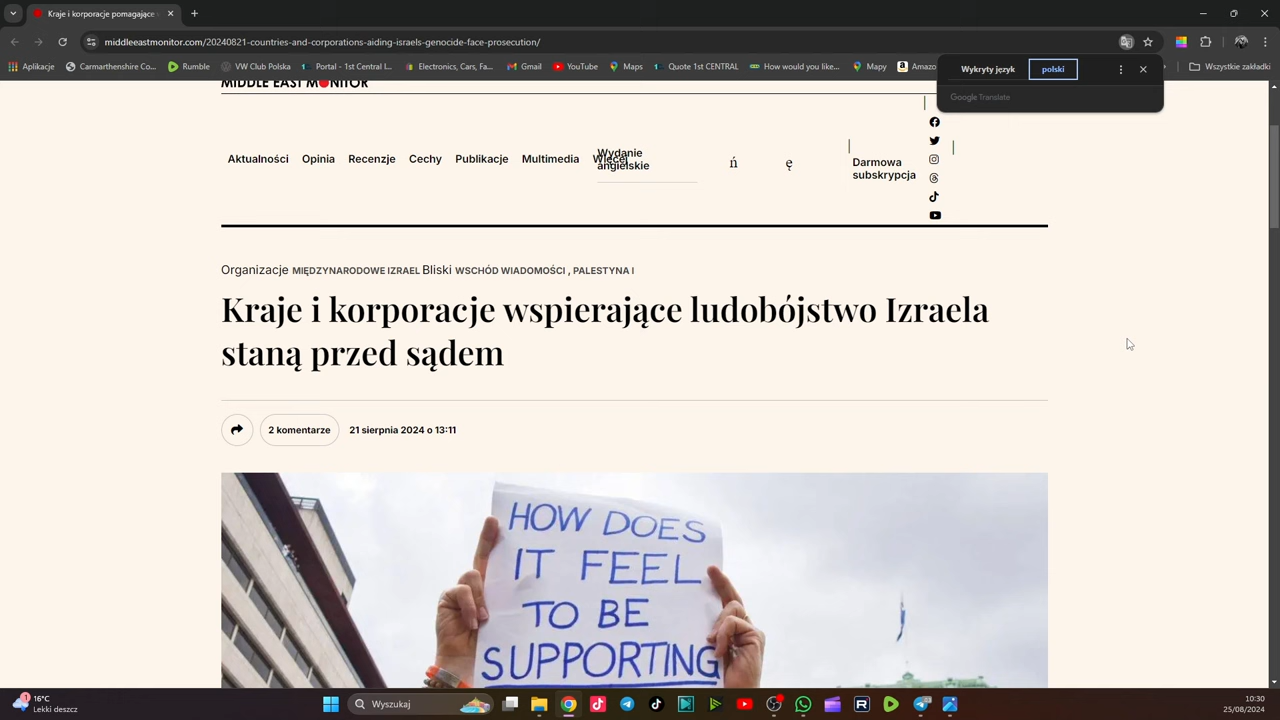 Kraje i korporacje pomagające
middleeastmonitor.com/20240821-countries-and-corporations-aiding-israels-genocide-face-prosecution/
Aplikacje
Carmarthenshire Co...
Rumble
VW Club Polska
Portal - 1st Central I...
Electronics, Cars, Fa...
Gmail
YouTube
Maps
Quote 1st CENTRAL
How would you like...
Mapy
Amazo
Wszystkie zakładki
Wykryty język
polski
Google Translate
MIDDLE EAST MONITOR
Aktualności Opinia Recenzje Cechy Publikacje Multimedia Więcej
Wydanie
angielskie
ń ę
Darmowa
subskrypcja
Organizacje MIĘDZYNARODOWE IZRAEL Bliski WSCHÓD WIADOMOŚCI , PALESTYNA I
Kraje i korporacje wspierające ludobójstwo Izraela
staną przed sądem
2 komentarze
21 sierpnia 2024 o 13:11
HOW DOES
IT FEEL
TO BE
SUPPORTING
1
16°C
Lekki deszcz
Wyszukaj
10:30
25/08/2024